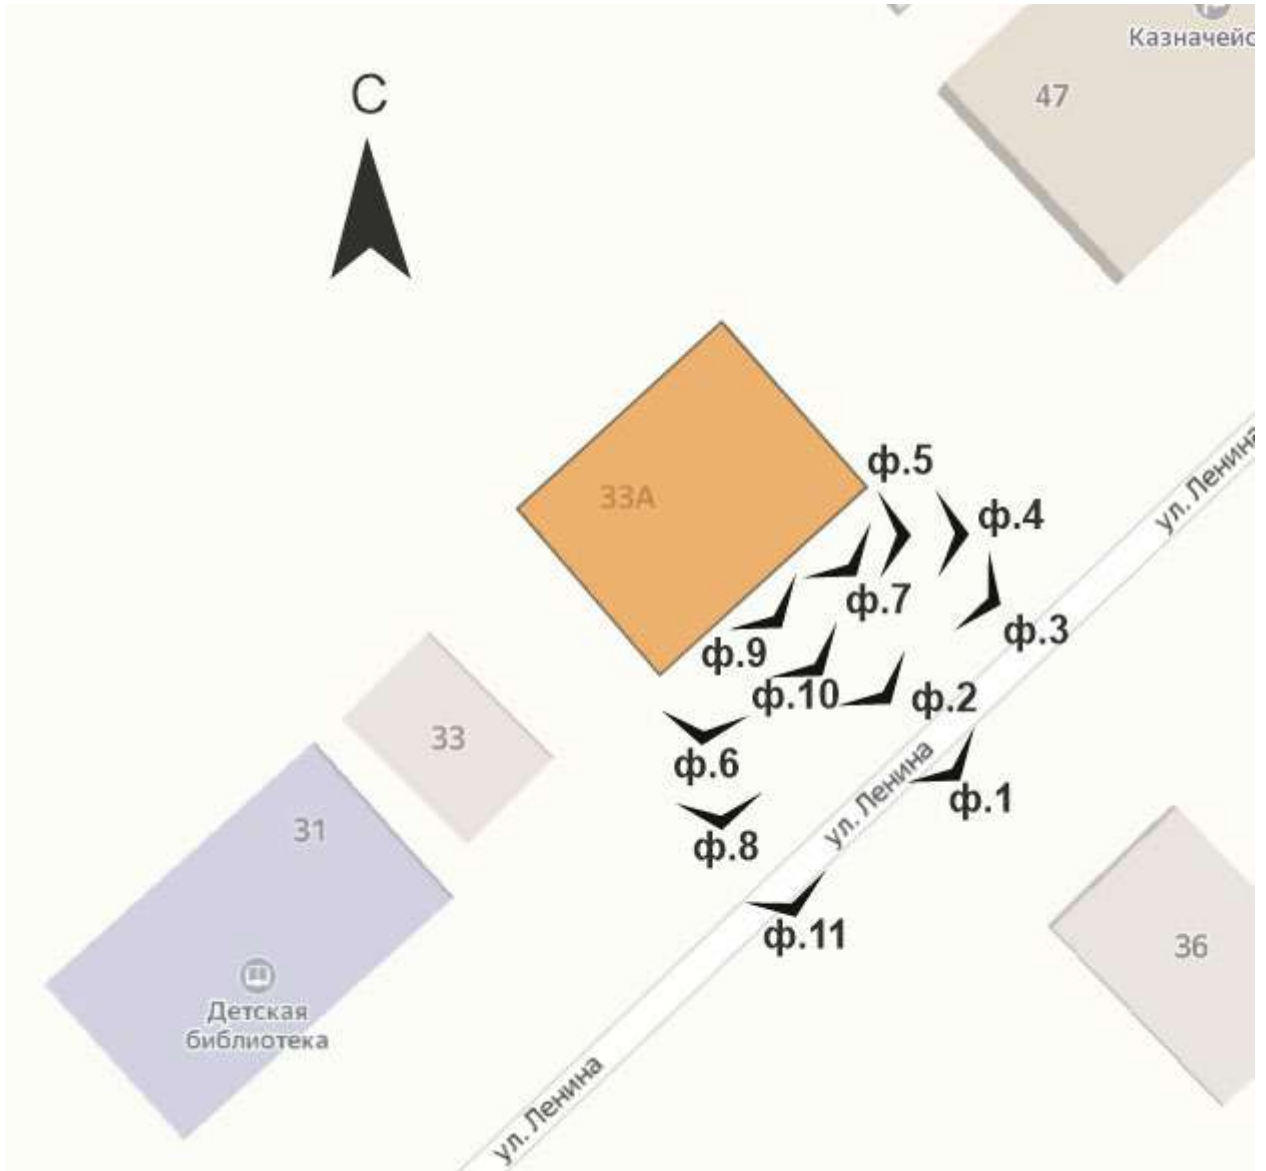 Казначейс
47
С
ул. Ленина
ф.5
33А
ф.4
ф.7
ф.3
ф.9
ф.10
ф.2
33
ф.6
ул. Ленина
ф.1
31
ф.8
ф.11
36
Детская
библиотека
ул. Ленина